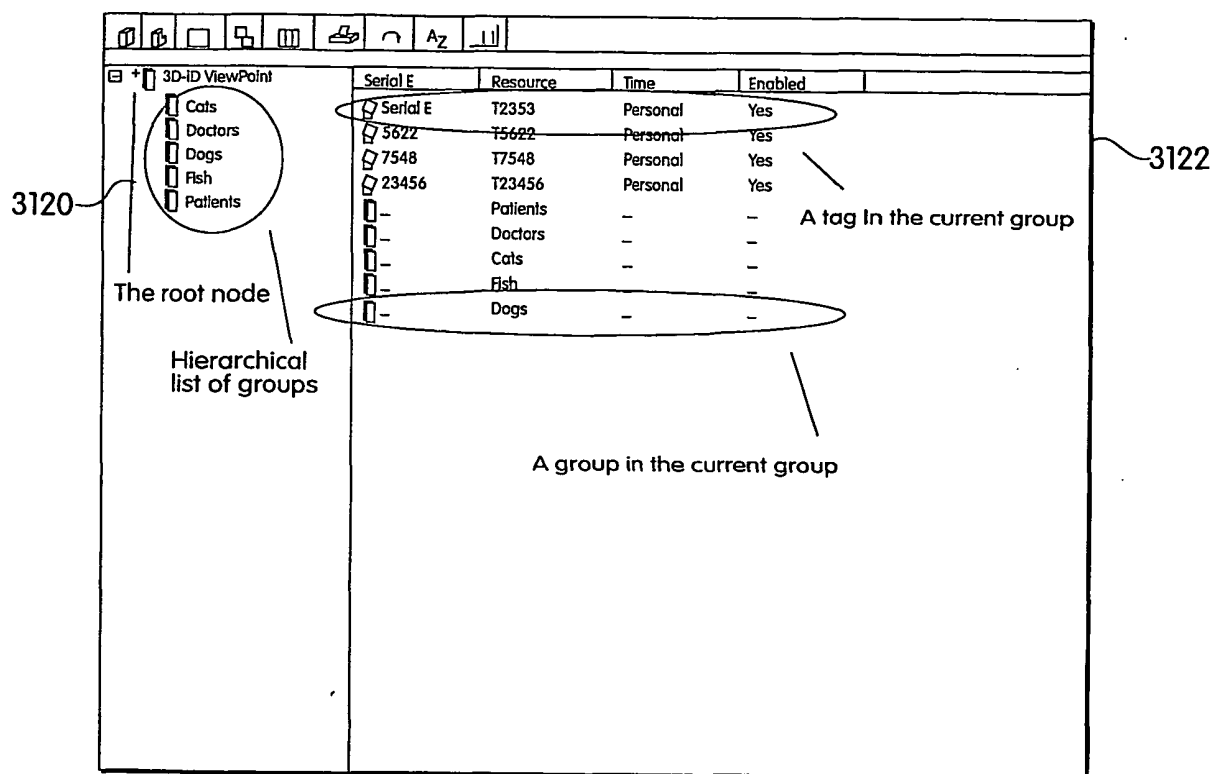 AZ
3D-iD ViewPoint
Cats
Doctors
Dogs
Fish
Patients
3120
The root node
Hierarchical
list of groups
Serial E Resource Time Enabled
Serial E T2353 Personal Yes
5622 T5622 Personal Yes
7548 T7548 Personal Yes
23456 T23456 Personal Yes
_ Patients _ _
_ Doctors _ _
_ Cats _ _
_ Fish _ _
_ Dogs _ _
3122
A tag In the current group
A group in the current group